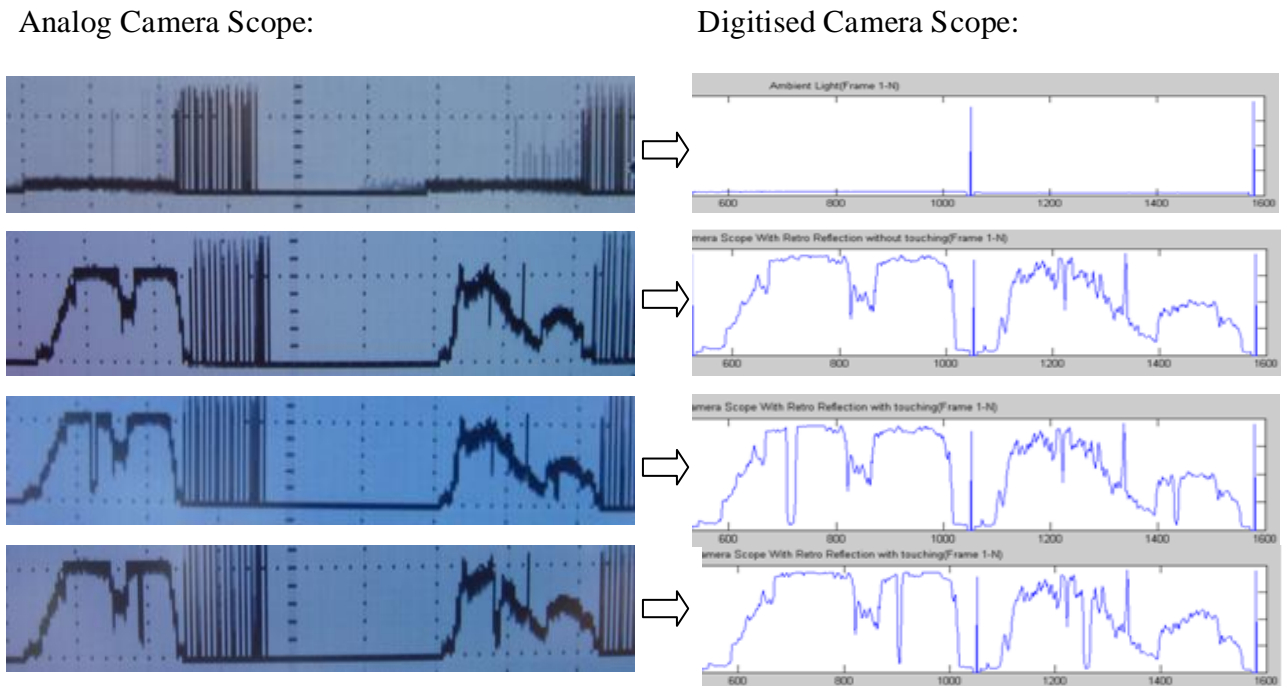 Analog Camera Scope:
Digitised Camera Scope:
Ambient Light(Frame 1-N)
600 800 1000 1200 1400 1600
mera Scope With Retro Reflection without touching(Frame 1-N)
600 800 1000 1200 1400 1600
amera Scope With Retro Reflection with touching(Frame 1-N)
600 800 1000 1200 1400 1600
amera Scope With Retro Reflection with touching(Frame 1-N)
600 800 1000 1200 1400 1600